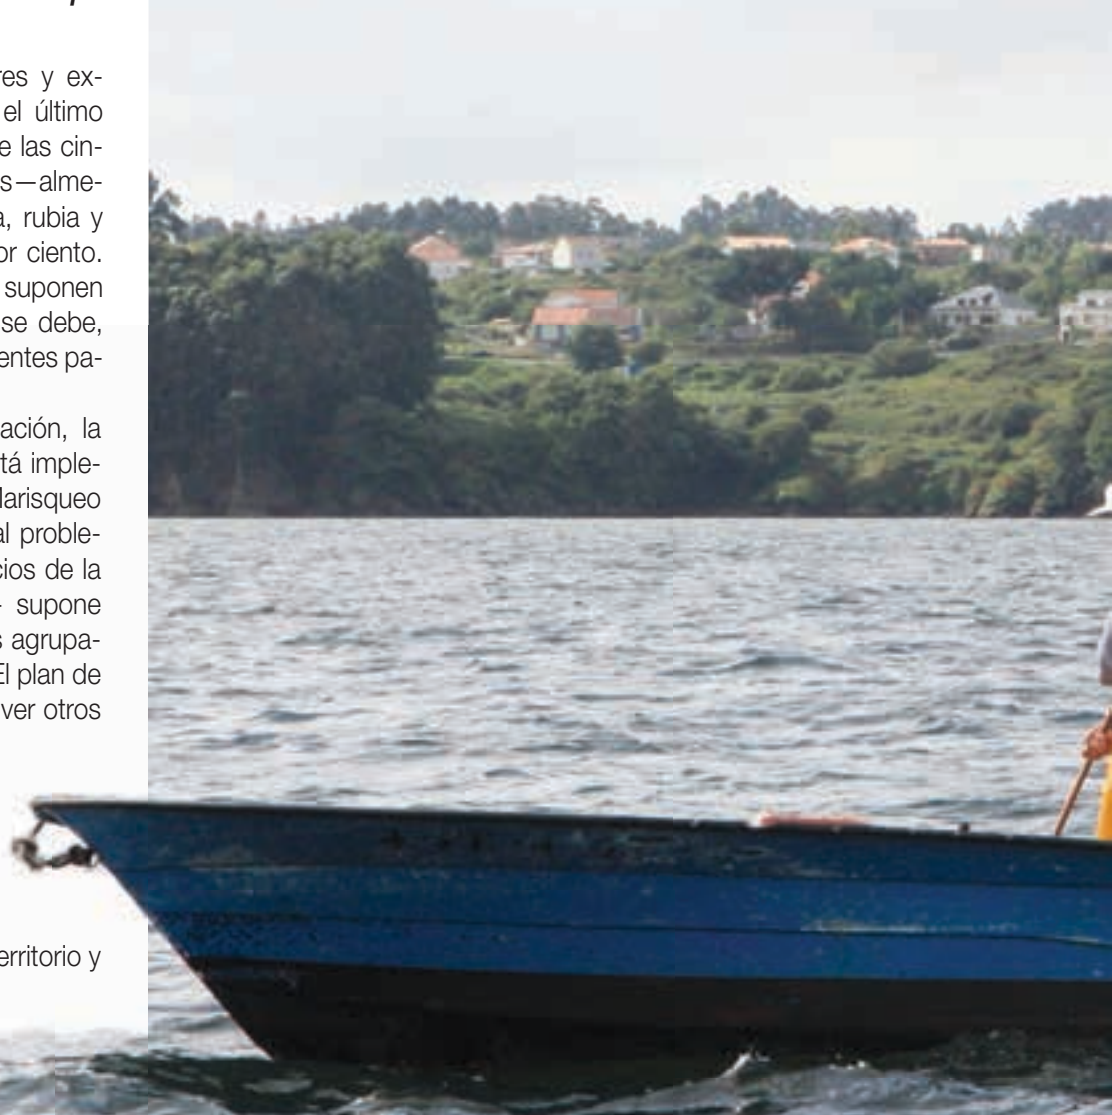 res y ex-
el último
e las cin-
s—alme-
a, rubia y
or ciento.
suponen
se debe,
entes pa-
ación, la
tá imple-
larisqueo
al proble-
cios de la
supone
s agrupa-
El plan de
ver otros
erritorio y